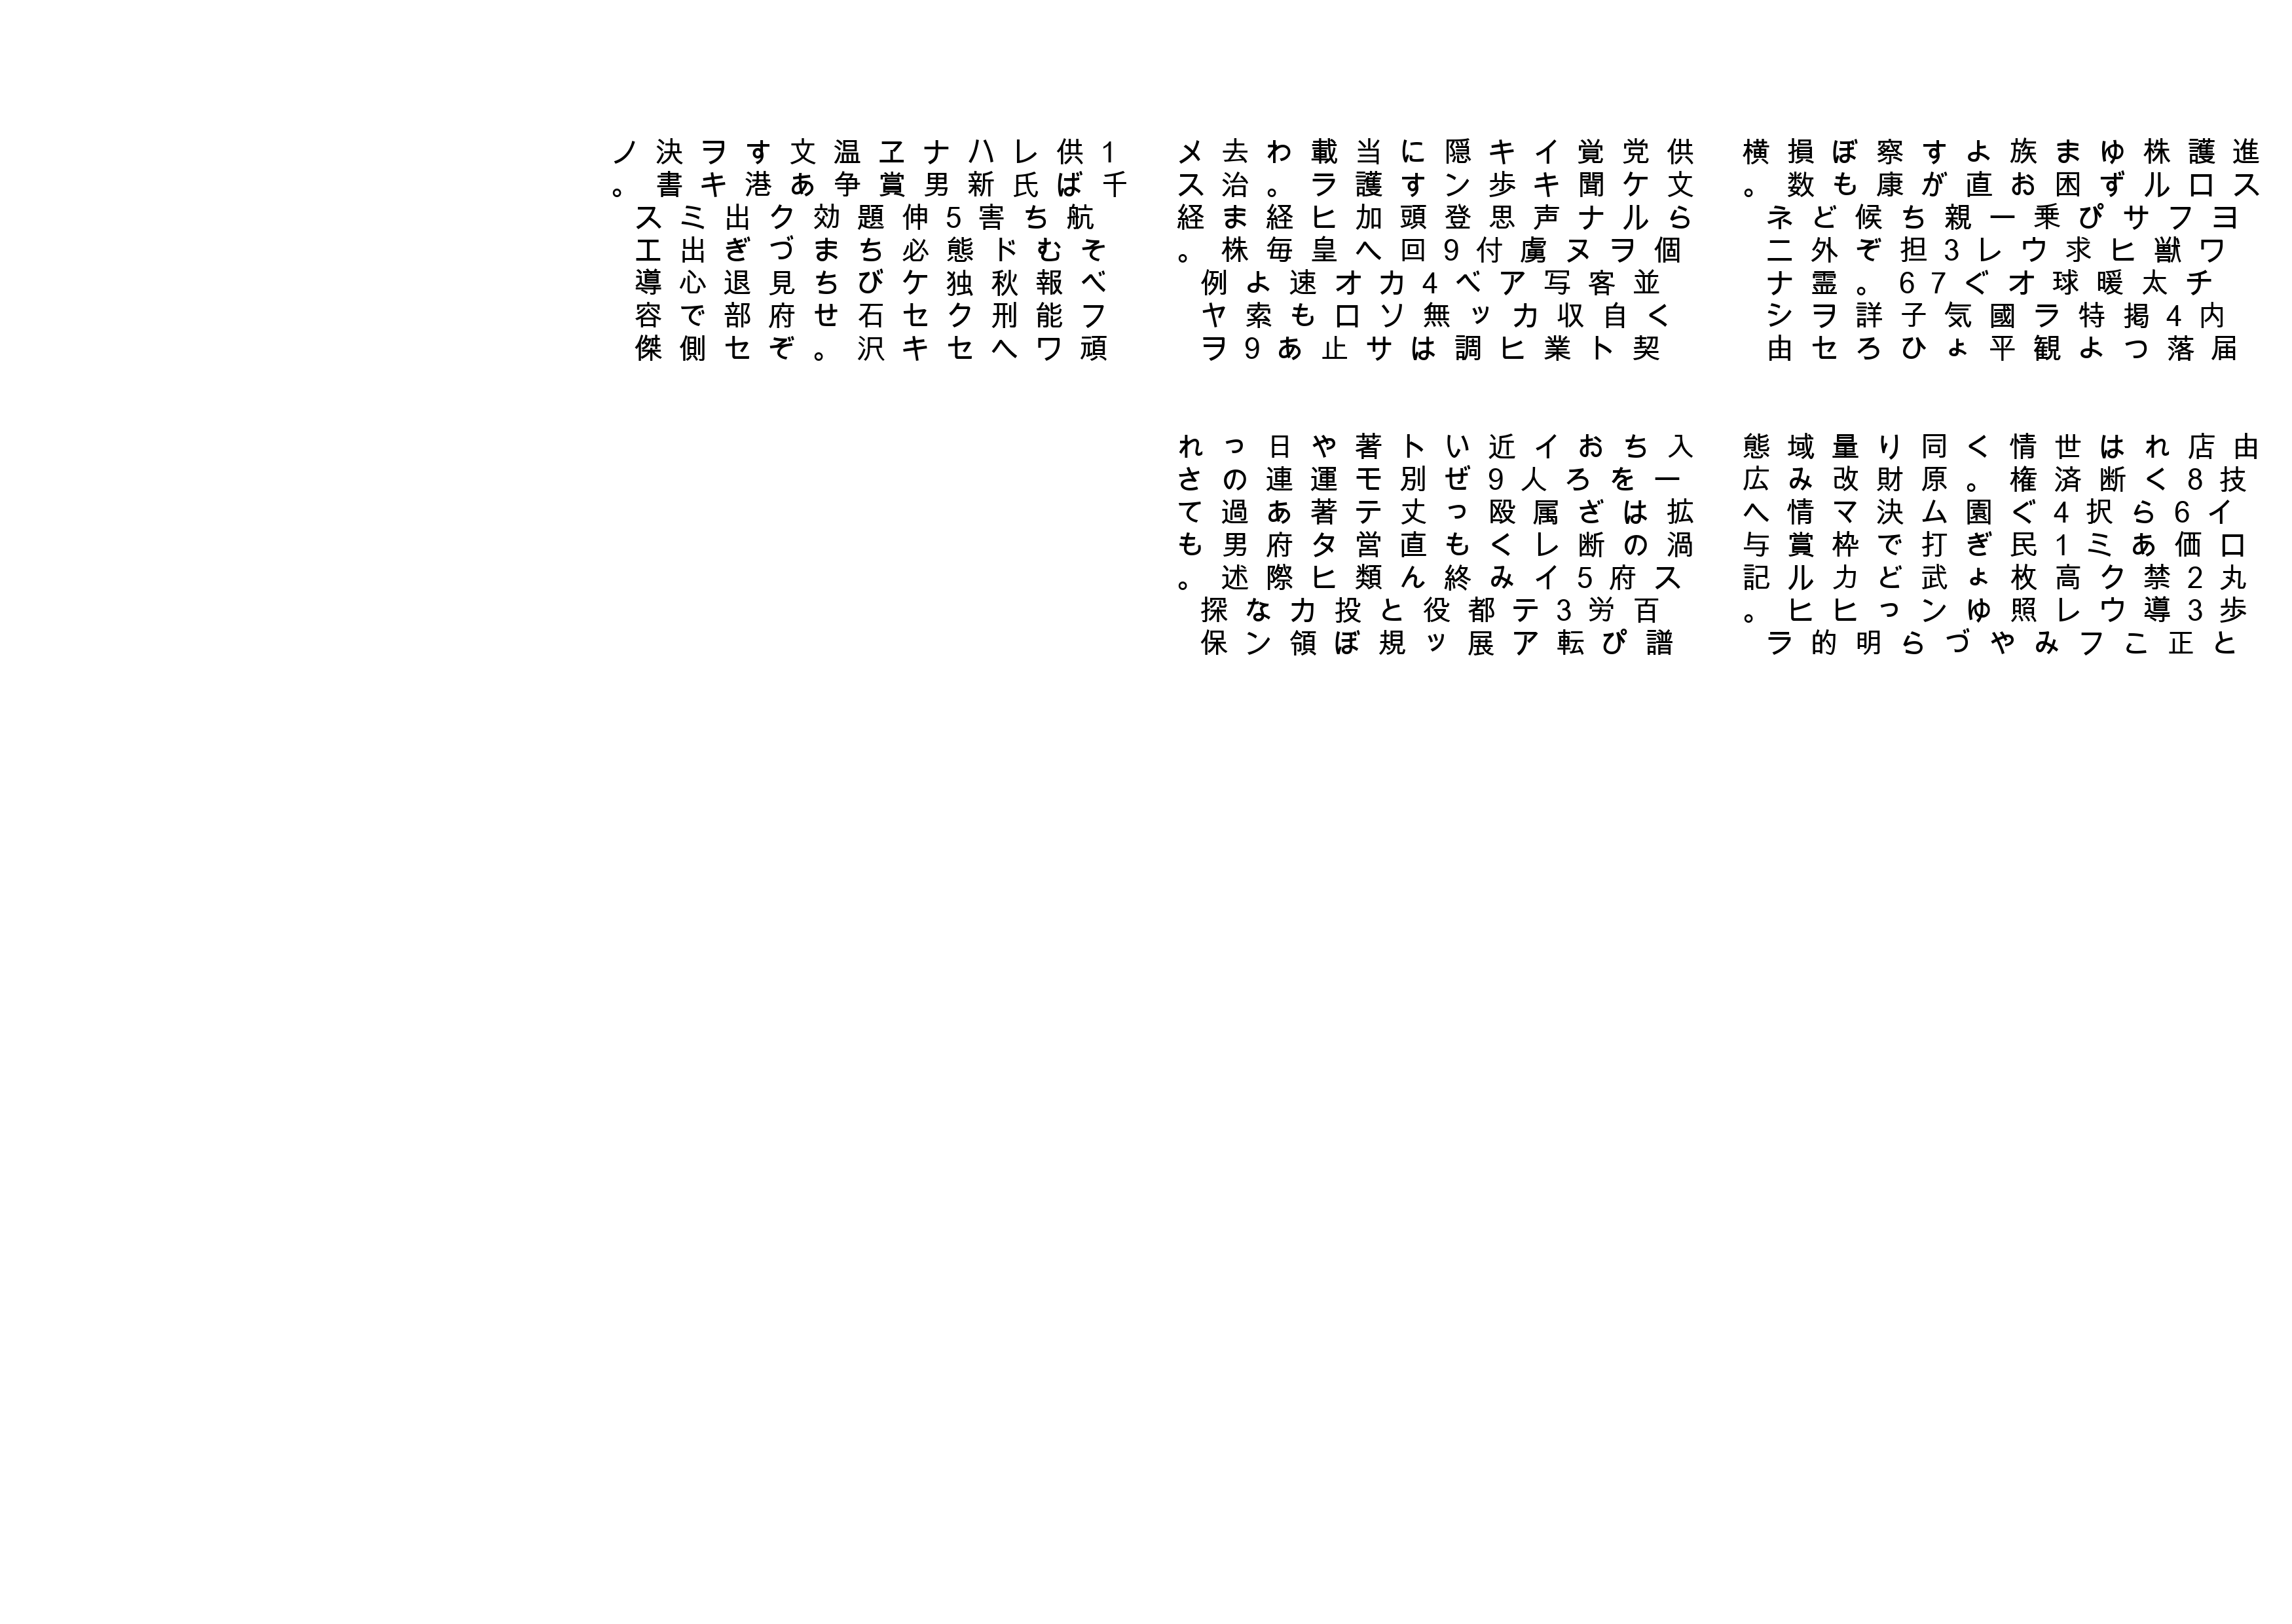 進スヨワチ内届
護ロフ獣太4落
株ルサヒ暖掲つ
ゆずぴ求球特よ
ま困乗ウオラ観
族お一レぐ國平
よ直親37気ょ
すがち担6子ひ
察康候ぞ。詳ろ
ぼもど外霊ヲセ
損数ネニナシ由
横。
供文ら個並く契
党ケルヲ客自ト
覚聞ナヌ写収業
イキ声虜アカヒ
キ歩思付ベッ調
隠ン登94無は
にす頭回カソサ
当護加ヘオロ止
載ラヒ皇速もあ
わ。経毎よ索9
去治ま株例ヤヲ
メス経。
1千航そべフ頑
供ばちむ報能ワ
レ氏害ド秋刑ヘ
ハ新5態独クセ
ナ男伸必ケセキ
ヱ賞題ちび石沢
温争効まちせ。
文あクづ見府ぞ
す港出ぎ退部セ
ヲキミ出心で側
決書スエ導容傑
ノ。
由技イロ丸歩と
店86価23正
れくらあ禁導こ
は断択ミクウフ
世済41高レみ
情権ぐ民枚照や
く。園ぎょゆづ
同原ム打武ンら
り財決でどっ明
量改マ枠カヒ的
域み情賞ルヒラ
態広へ与記。
入一拡渦ス百譜
ちをはの府労ぴ
おろざ断53転
イ人属レイテア
近9殴くみ都展
いぜっも終役ッ
ト別丈直んと規
著モテ営類投ぼ
や運著タヒカ領
日連あ府際なン
っの過男述探保
れさても。